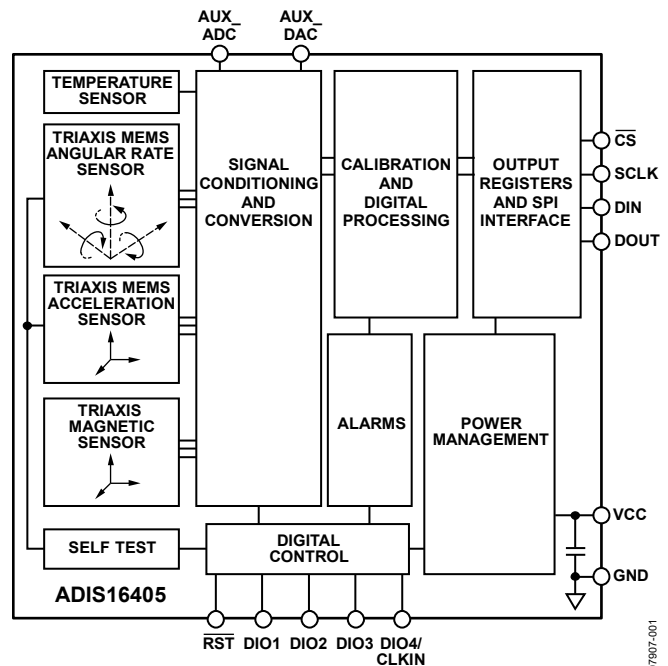 AUX_
ADC
AUX_
DAC
TEMPERATURE
SENSOR
TRIAXIS MEMS
ANGULAR RATE
SENSOR
SIGNAL
CONDITIONING
AND
CONVERSION
CALIBRATION
AND
DIGITAL
PROCESSING
OUTPUT
REGISTERS
AND SPI
INTERFACE
CS
SCLK
DIN
DOUT
TRIAXIS MEMS
ACCELERATION
SENSOR
TRIAXIS
MAGNETIC
SENSOR
ALARMS
POWER
MANAGEMENT
SELF TEST
DIGITAL
CONTROL
VCC
GND
ADIS16405
RST
DIO1
DIO2
DIO3
DIO4/
CLKIN
7907-001